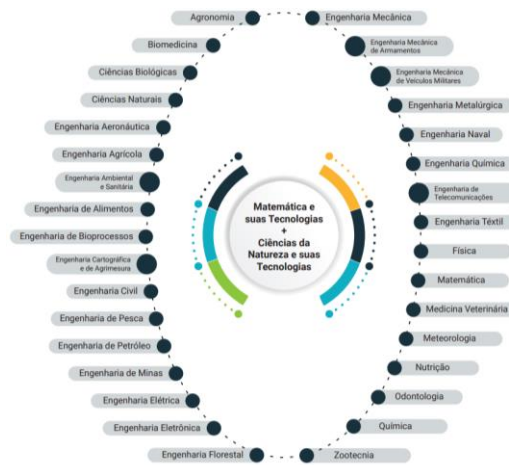 Agronomia
Biomedicina
Ciências Biológicas
Ciências Naturais
Engenharia Aeronáutica
Engenharia Agrícola
Engenharia Ambiental
e Sanitária
Engenharia de Alimentos
Engenharia de Bioprocessos
Engenharia Cartográfica
e de Agrimesura
Engenharia Civil
Engenharia de Pesca
Engenharia de Petróleo
Engenharia de Minas
Engenharia Elétrica
Engenharia Eletrônica
Engenharia Florestal
Matemática e
suas Tecnologias
+
Ciências da
Natureza e suas
Tecnologias
Engenharia Mecânica
Engenharia Mecânica
de Armamentos
Engenharia Mecânica
de Veículos Militares
Engenharia Metalúrgica
Engenharia Naval
Engenharia Química
Engenharia de
Telecomunicações
Engenharia Têxtil
Física
Matemática
Medicina Veterinária
Meteorologia
Nutrição
Odontologia
Química
Zootecnia